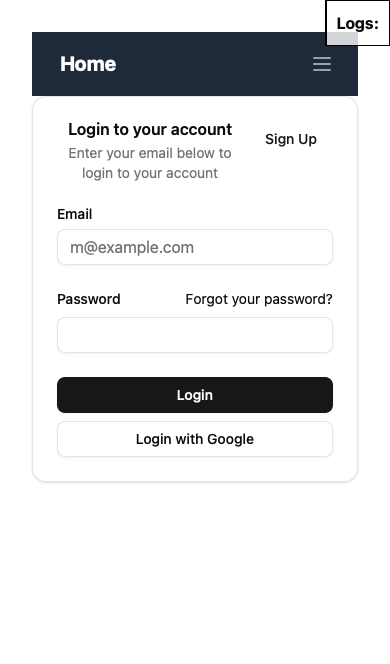 Logs:
Home
Login to your account
Sign Up
Enter your email below to
login to your account
Email
m@example.com
Password Forgot your password?
Login
Login with Google